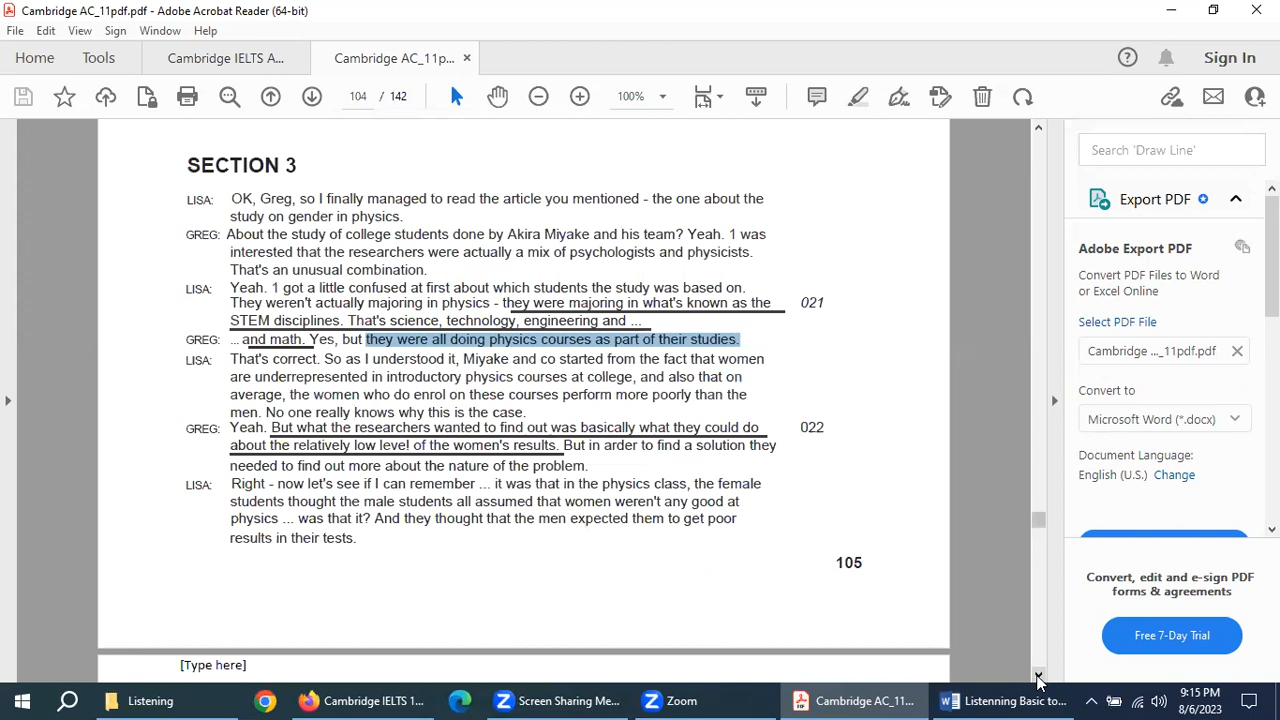 Cambridge AC_11pdf.pdf - Adobe Acrobat Reader (64-bit)
File Edit View Sign Window Help
Home Tools Cambridge IELTS A... Cambridge AC_11p... ×
? Sign In
104 / 142 100%
Search 'Draw Line'
SECTION 3
LISA: OK, Greg, so I finally managed to read the article you mentioned - the one about the
study on gender in physics.
GREG: About the study of college students done by Akira Miyake and his team? Yeah. 1 was
interested that the researchers were actually a mix of psychologists and physicists.
That's an unusual combination.
LISA: Yeah. 1 got a little confused at first about which students the study was based on.
They weren't actually majoring in physics - they were majoring in what's known as the 021
STEM disciplines. That's science, technology, engineering and ...
GREG: ... and math. Yes, but they were all doing physics courses as part of their studies.
LISA: That's correct. So as I understood it, Miyake and co started from the fact that women
are underrepresented in introductory physics courses at college, and also that on
average, the women who do enrol on these courses perform more poorly than the
men. No one really knows why this is the case.
GREG: Yeah. But what the researchers wanted to find out was basically what they could do 022
about the relatively low leve! of the women's results. But in arder to find a solution they
needed to find out more about the nature of the problem.
LISA: Right - now let's see if I can remember ... it was that in the physics class, the female
students thought the male students all assumed that women weren't any good at
physics ... was that it? And they thought that the men expected them to get poor
results in their tests.
105
[Type here]
Export PDF
Adobe Export PDF
Convert PDF Files to Word
or Excel Online
Select PDF File
Cambridge ..._11pdf.pdf ×
Convert to
Microsoft Word (*.docx)
Document Language:
English (U.S.) Change
Convert, edit and e-sign PDF
forms & agreements
Free 7-Day Trial
Listening Cambridge IELTS 1... Screen Sharing Me... Zoom Cambridge AC_11... Listenning Basic to...
9:15 PM
8/6/2023